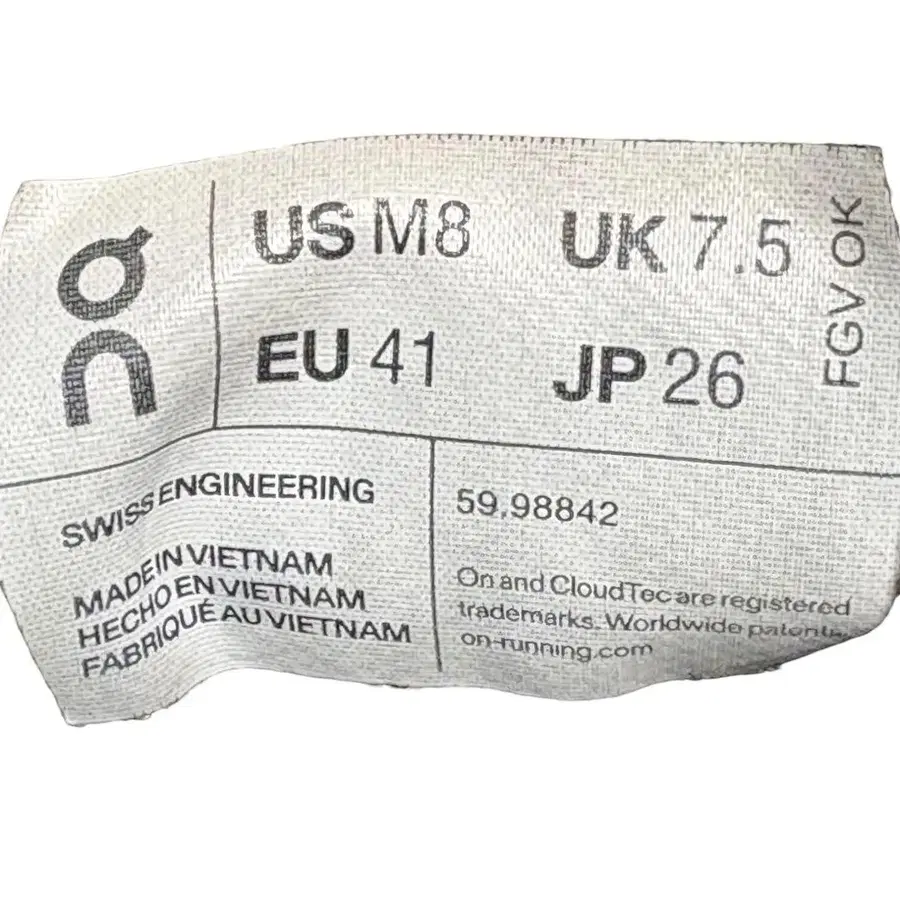 On
US M8 UK 7.5
EU 41 JP 26
FGV OK
SWISS ENGINEERING
MADE IN VIETNAM
HECHO EN VIETNAM
FABRIQUÉ AU VIETNAM
59.98842
On and CloudTec are registered
trademarks. Worldwide patents.
on-running.com